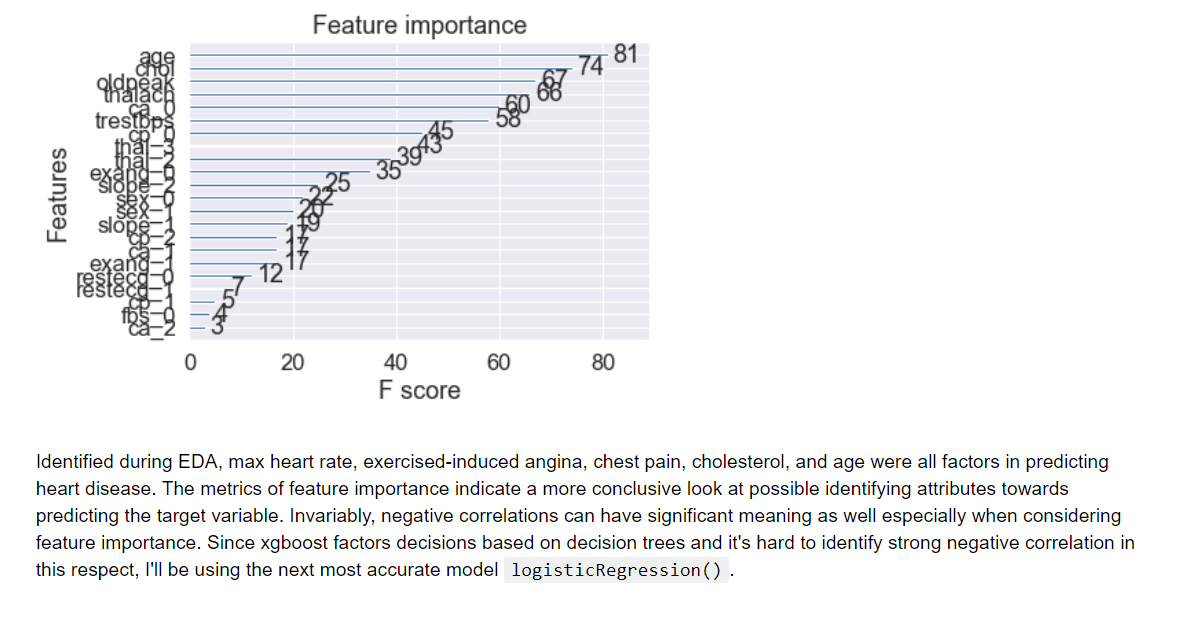 Feature importance
age 81
chol 74
oldpeak 67
thalach 66
ca_0 60
trestbps 58
cp_0 45
thal_3 43
thal_2 39
exang_0 35
slope_2 25
sex_0 22
sex_1 20
slope_1 19
cp_2 17
ca_1 17
exang_1 17
restecg_0 12
restecg_1 7
cp_1 5
fbs_0 4
ca_2 3
Features
0 20 40 60 80
F score
Identified during EDA, max heart rate, exercised-induced angina, chest pain, cholesterol, and age were all factors in predicting
heart disease. The metrics of feature importance indicate a more conclusive look at possible identifying attributes towards
predicting the target variable. Invariably, negative correlations can have significant meaning as well especially when considering
feature importance. Since xgboost factors decisions based on decision trees and it's hard to identify strong negative correlation in
this respect, I'll be using the next most accurate model logisticRegression() .